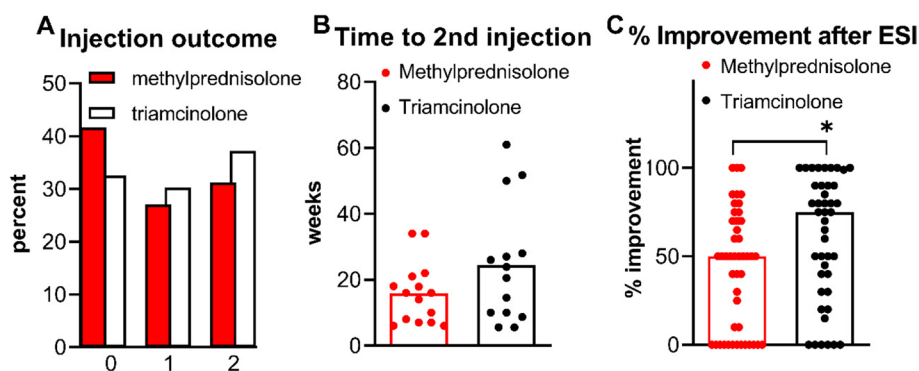 A Injection outcome
50
40
30
20
10
0
percent
methylprednisolone
triamcinolone
0 1 2
B Time to 2nd injection
80
60
40
20
0
weeks
Methylprednisolone
Triamcinolone
C % Improvement after ESI
Methylprednisolone
Triamcinolone
*
100
50
0
% improvement